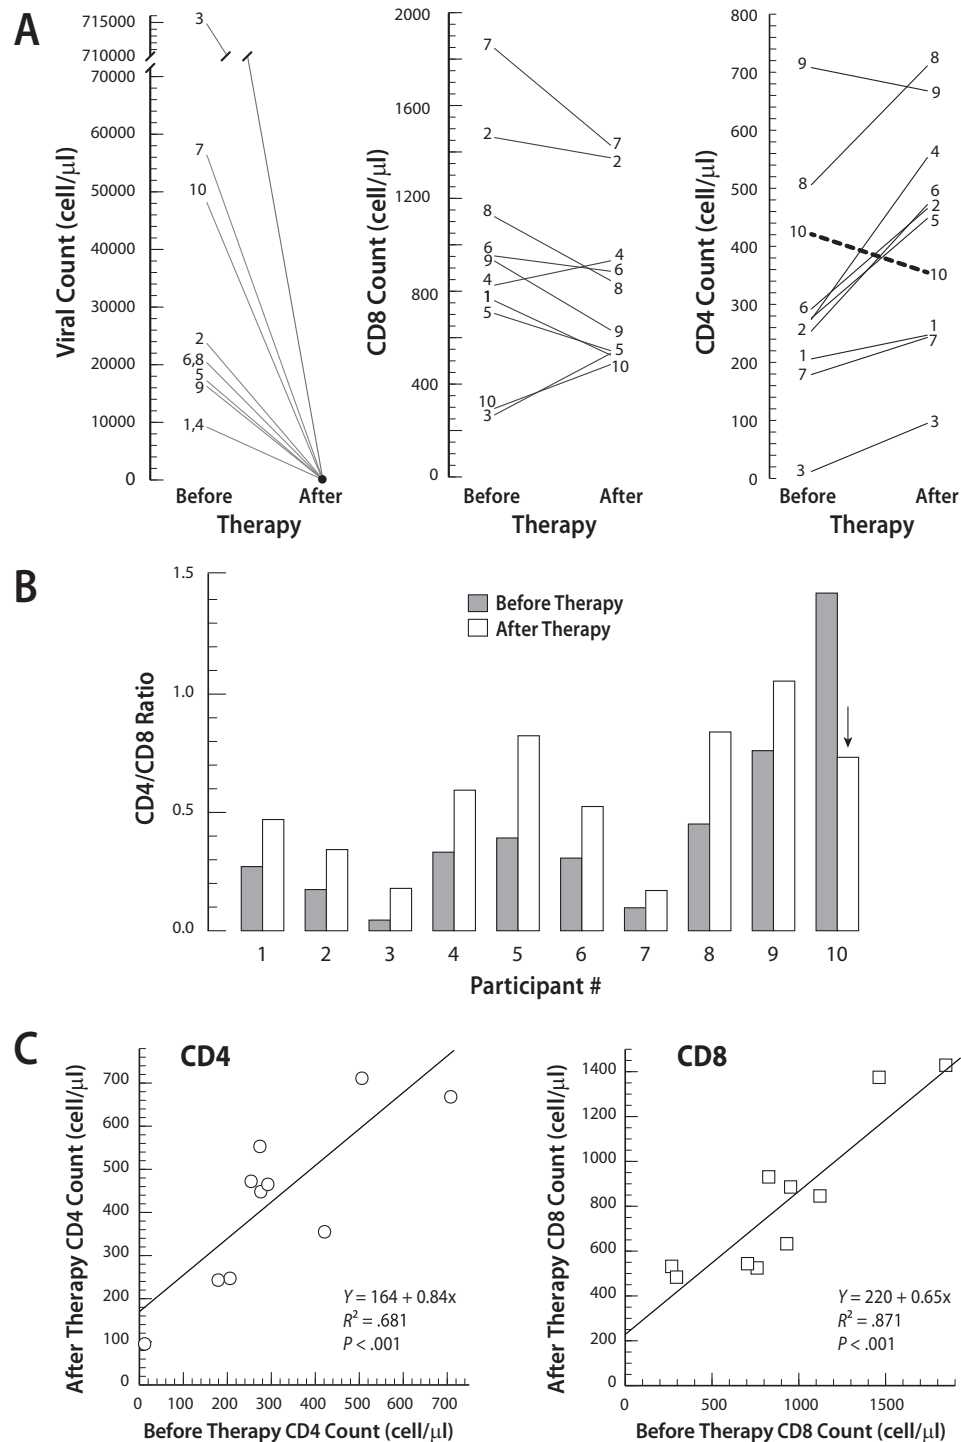 A
Viral Count (cell/μl)
715000
710000
70000
60000
50000
40000
30000
20000
10000
0
3
7
10
2
6,8
5
9
1,4
Before
After
Therapy
CD8 Count (cell/μl)
2000
1600
1200
800
400
0
7
2
8
6
9
4
1
5
10
3
7
2
4
6
8
9
5
10
Before
After
Therapy
CD4 Count (cell/μl)
800
700
600
500
400
300
200
100
0
9
8
10
6
2
1
7
3
8
9
4
6
2
5
10
1
7
3
Before
After
Therapy
B
CD4/CD8 Ratio
1.5
1.0
0.5
0.0
Before Therapy
After Therapy
1 2 3 4 5 6 7 8 9 10
Participant #
C
CD4
After Therapy CD4 Count (cell/μl)
700
600
500
400
300
200
100
0
Y = 164 + 0.84x
R² = .681
P < .001
0 100 200 300 400 500 600 700
Before Therapy CD4 Count (cell/μl)
CD8
After Therapy CD8 Count (cell/μl)
1400
1200
1000
800
600
400
200
0
Y = 220 + 0.65x
R² = .871
P < .001
0 500 1000 1500
Before Therapy CD8 Count (cell/μl)